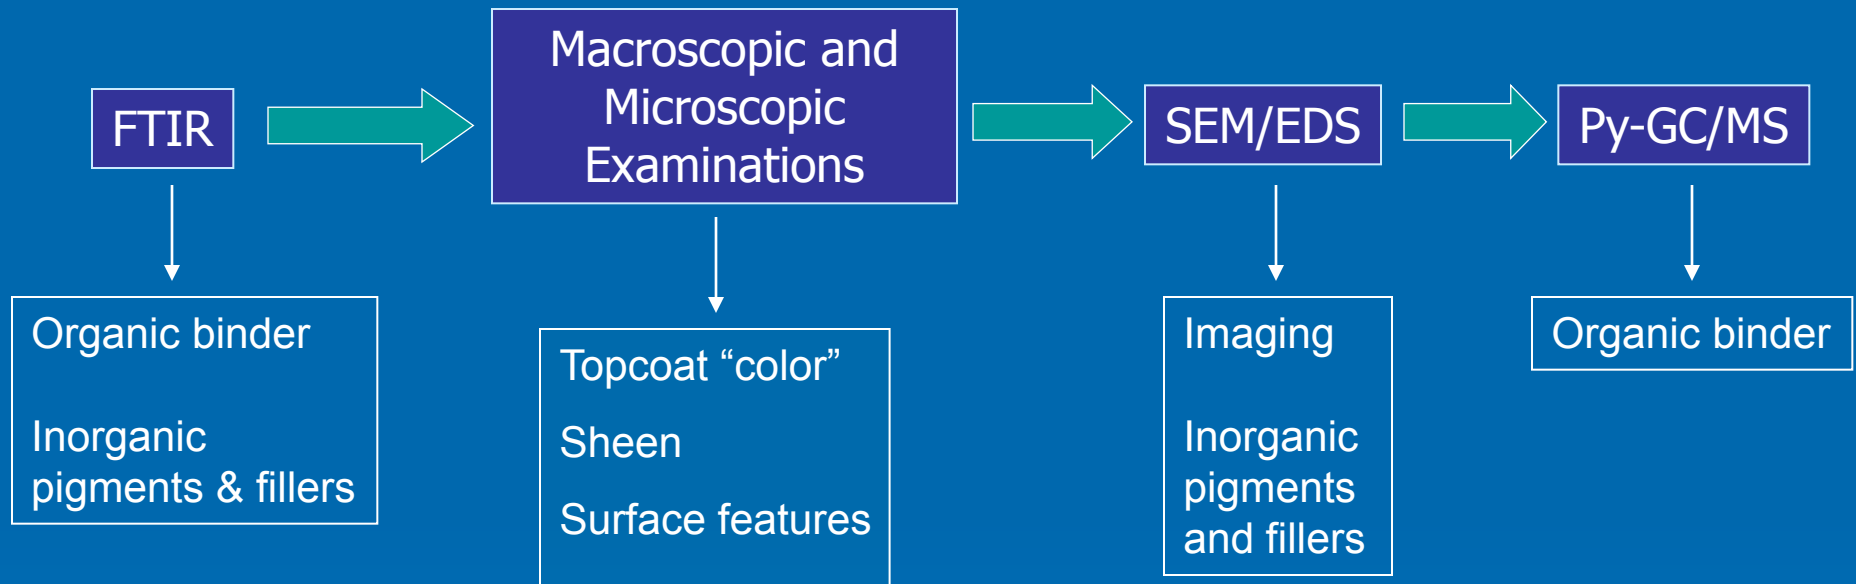 FTIR
Macroscopic and
Microscopic
Examinations
SEM/EDS
Py-GC/MS
Organic binder
Inorganic
pigments & fillers
Topcoat “color”
Sheen
Surface features
Imaging
Inorganic
pigments
and fillers
Organic binder